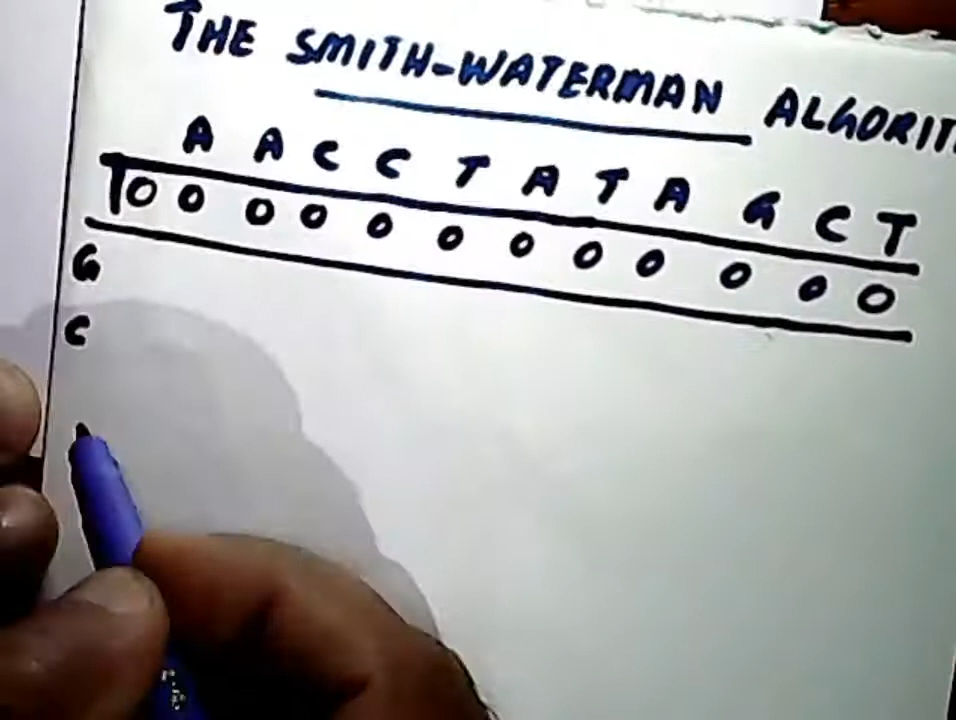 THE SMITH-WATERMAN ALGORIT
A A C C T A T A G C T
0 0 0 0 0 0 0 0 0 0 0 0
G
C